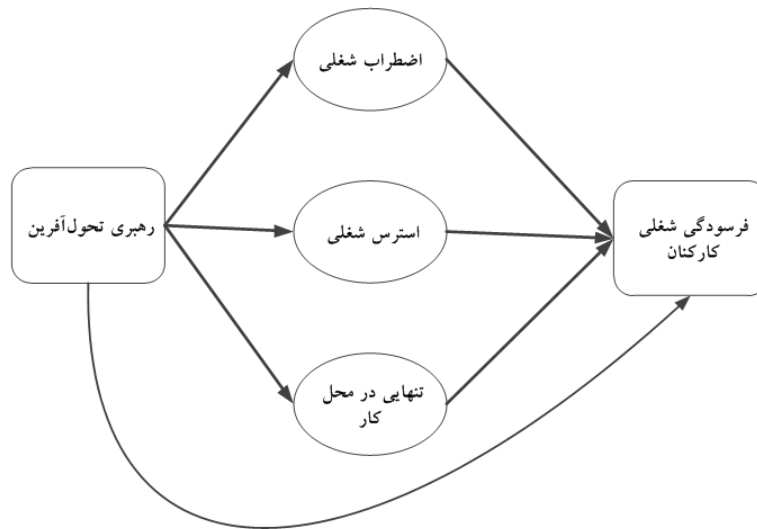 اضطراب شغلی
رهبری تحول‌آفرین
استرس شغلی
فرسودگی شغلی
کارکنان
تنهایی در محل
کار